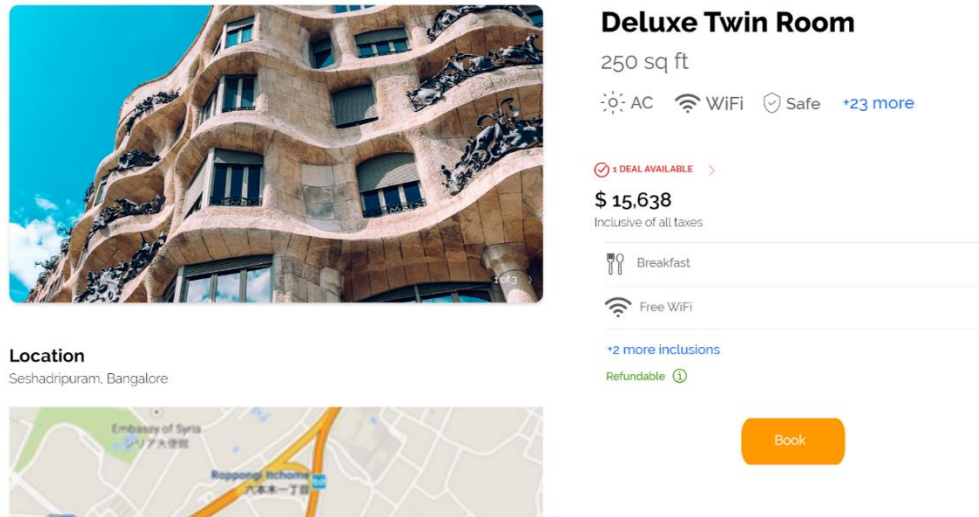 1 of 3
Location
Seshadripuram, Bangalore
Embassy of Syria
シリア大使館
Roppongi Itchome
六本木一丁目
Deluxe Twin Room
250 sq ft
AC WiFi Safe +23 more
1 DEAL AVAILABLE
$ 15,638
Inclusive of all taxes
Breakfast
Free WiFi
+2 more inclusions
Refundable
Book